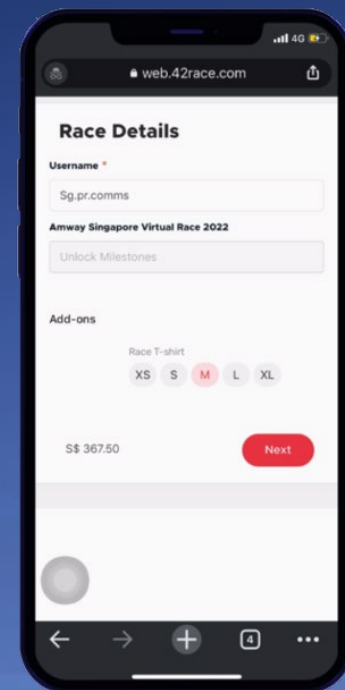 4G
web.42race.com
Race Details
Username *
Sg.pr.comms
Amway Singapore Virtual Race 2022
Unlock Milestones
Add-ons
Race T-shirt
XS S M L XL
S$ 367.50 Next
4